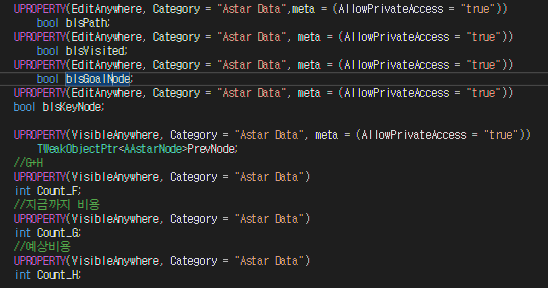 UPROPERTY(EditAnywhere, Category = "Astar Data",meta = (AllowPrivateAccess = "true"))
bool bIsPath;
UPROPERTY(EditAnywhere, Category = "Astar Data", meta = (AllowPrivateAccess = "true"))
bool bIsVisited;
UPROPERTY(EditAnywhere, Category = "Astar Data", meta = (AllowPrivateAccess = "true"))
bool bIsGoalNode;
UPROPERTY(EditAnywhere, Category = "Astar Data", meta = (AllowPrivateAccess = "true"))
bool bIsKeyNode;
UPROPERTY(VisibleAnywhere, Category = "Astar Data", meta = (AllowPrivateAccess = "true"))
TWeakObjectPtr<AAstarNode>PrevNode;
//G+H
UPROPERTY(VisibleAnywhere, Category = "Astar Data")
int Count_F;
//지금까지 비용
UPROPERTY(VisibleAnywhere, Category = "Astar Data")
int Count_G;
//예상비용
UPROPERTY(VisibleAnywhere, Category = "Astar Data")
int Count_H;